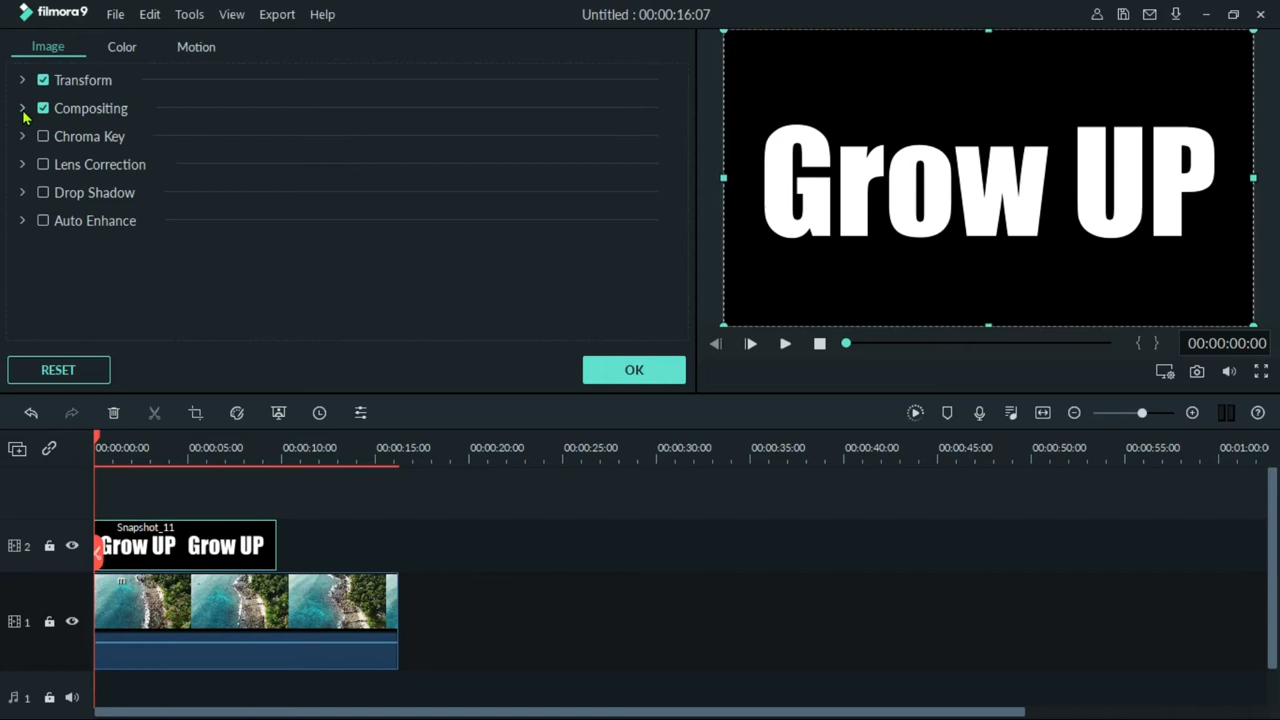 filmora9 File Edit Tools View Export Help Untitled : 00:00:16:07
Image Color Motion
Transform
Compositing
Chroma Key
Lens Correction
Drop Shadow
Auto Enhance
RESET OK
Grow UP
{ } 00:00:00:00
00:00:00:00 00:00:05:00 00:00:10:00 00:00:15:00 00:00:20:00 00:00:25:00 00:00:30:00 00:00:35:00 00:00:40:00 00:00:45:00 00:00:50:00 00:00:55:00 00:01:00:0
Snapshot_11
2 Grow UP Grow UP
m
1
1